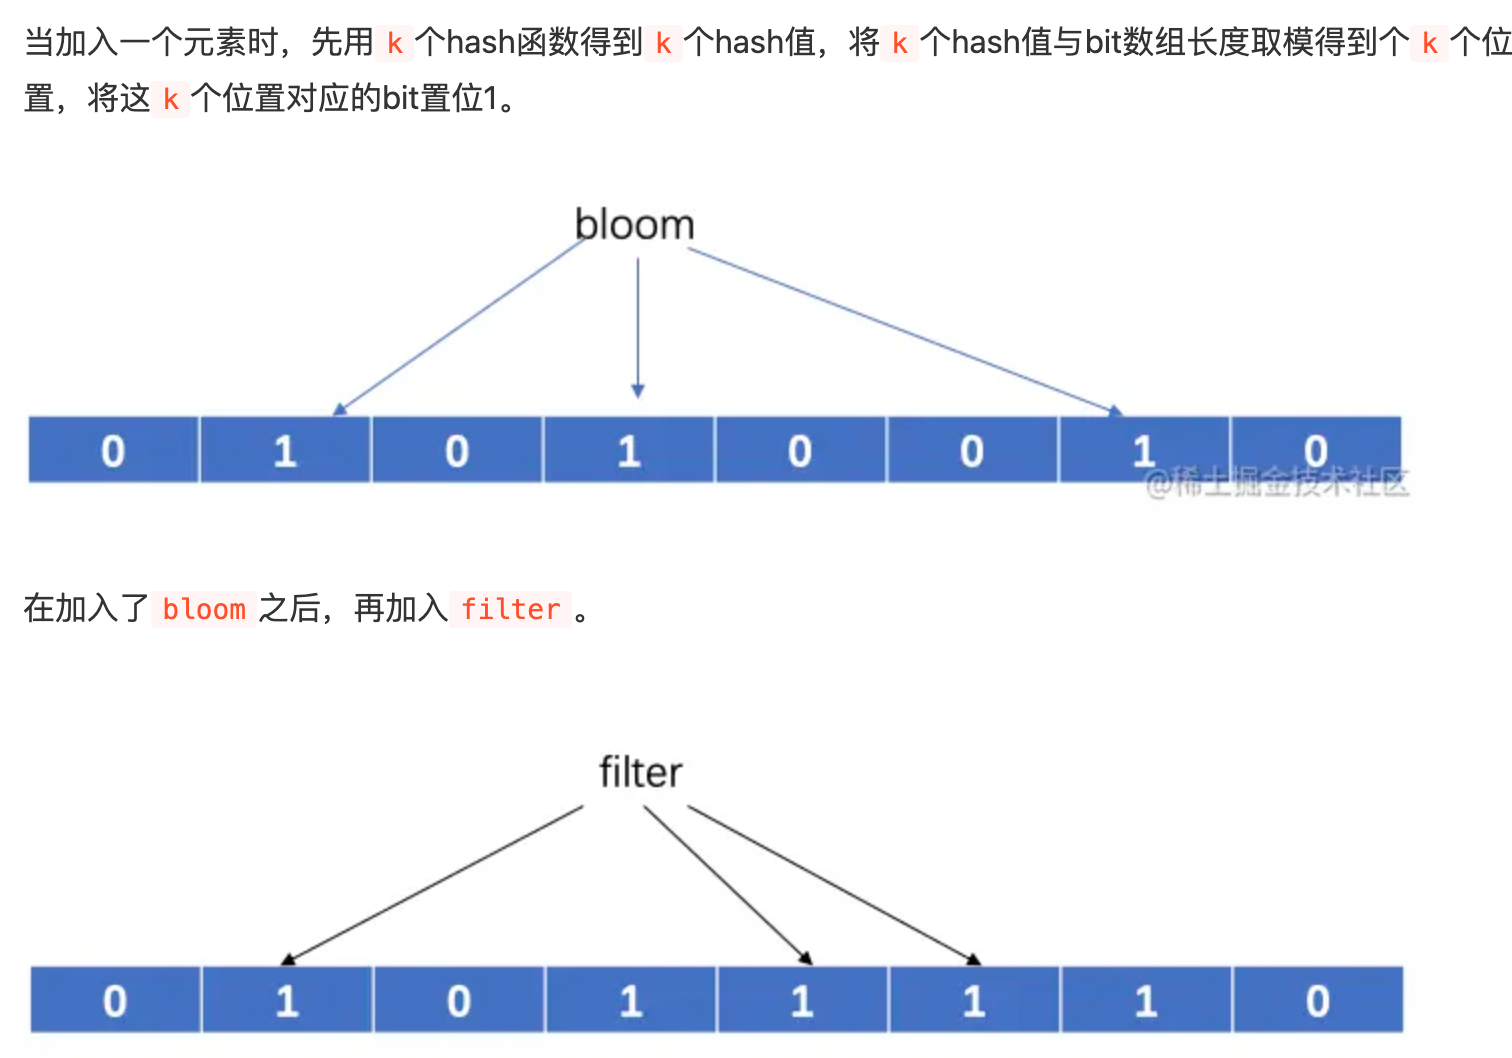 当加入一个元素时，先用 k 个hash函数得到 k 个hash值，将 k 个hash值与bit数组长度取模得到个 k 个位
置，将这 k 个位置对应的bit置位1。
bloom
0 1 0 1 0 0 1 0
@稀土掘金技术社区
在加入了 bloom 之后，再加入 filter 。
filter
0 1 0 1 1 1 1 0